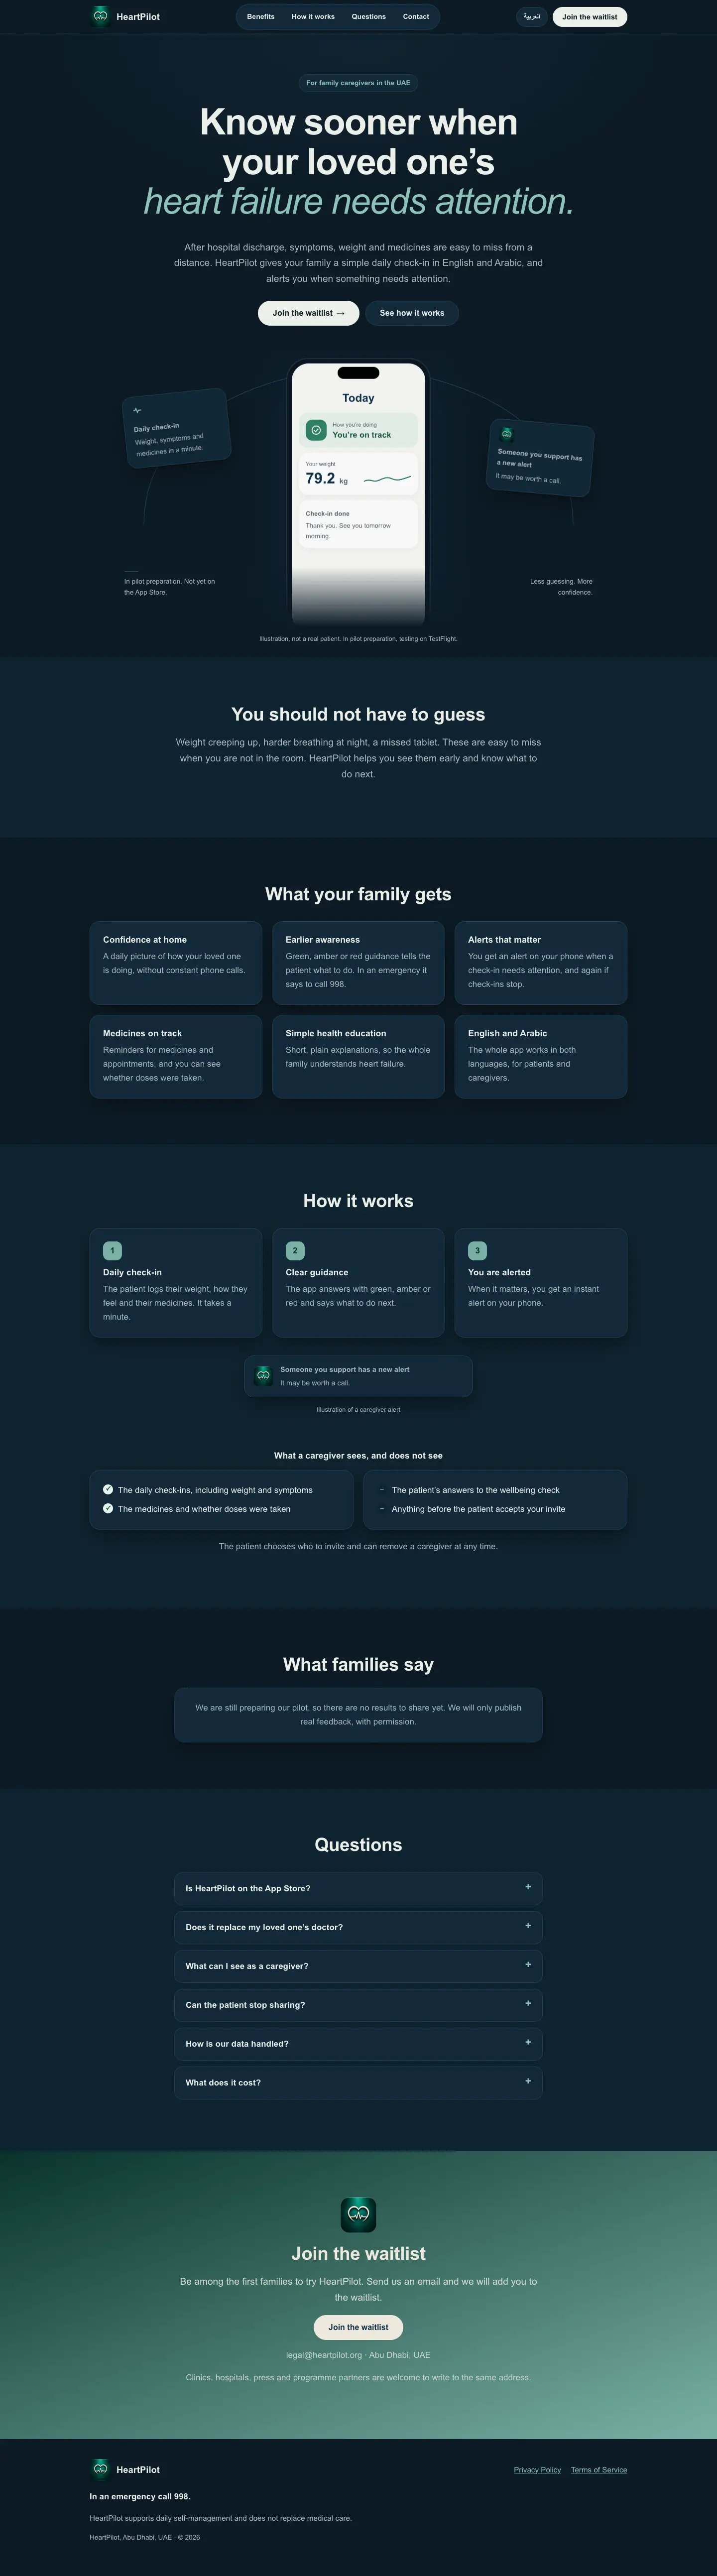 HeartPilot
Benefits
How it works
Questions
Contact
العربية
Join the waitlist
For family caregivers in the UAE
Know sooner when
your loved one’s
heart failure needs attention.
After hospital discharge, symptoms, weight and medicines are easy to miss from a
distance. HeartPilot gives your family a simple daily check-in in English and Arabic, and
alerts you when something needs attention.
Join the waitlist →
See how it works
Daily check-in
Weight, symptoms and
medicines in a minute.
Today
How you’re doing
You’re on track
Your weight
79.2 kg
Check-in done
Thank you. See you tomorrow
morning.
Someone you support has
a new alert
It may be worth a call.
In pilot preparation. Not yet on
the App Store.
Less guessing. More
confidence.
Illustration, not a real patient. In pilot preparation, testing on TestFlight.
You should not have to guess
Weight creeping up, harder breathing at night, a missed tablet. These are easy to miss
when you are not in the room. HeartPilot helps you see them early and know what to
do next.
What your family gets
Confidence at home
A daily picture of how your loved one
is doing, without constant phone calls.
Earlier awareness
Green, amber or red guidance tells the
patient what to do. In an emergency it
says to call 998.
Alerts that matter
You get an alert on your phone when a
check-in needs attention, and again if
check-ins stop.
Medicines on track
Reminders for medicines and
appointments, and you can see
whether doses were taken.
Simple health education
Short, plain explanations, so the whole
family understands heart failure.
English and Arabic
The whole app works in both
languages, for patients and
caregivers.
How it works
1
Daily check-in
The patient logs their weight, how they
feel and their medicines. It takes a
minute.
2
Clear guidance
The app answers with green, amber or
red and says what to do next.
3
You are alerted
When it matters, you get an instant
alert on your phone.
Someone you support has a new alert
It may be worth a call.
Illustration of a caregiver alert
What a caregiver sees, and does not see
The daily check-ins, including weight and symptoms
The medicines and whether doses were taken
– The patient’s answers to the wellbeing check
– Anything before the patient accepts your invite
The patient chooses who to invite and can remove a caregiver at any time.
What families say
We are still preparing our pilot, so there are no results to share yet. We will only publish
real feedback, with permission.
Questions
Is HeartPilot on the App Store? +
Does it replace my loved one’s doctor? +
What can I see as a caregiver? +
Can the patient stop sharing? +
How is our data handled? +
What does it cost? +
Join the waitlist
Be among the first families to try HeartPilot. Send us an email and we will add you to
the waitlist.
Join the waitlist
legal@heartpilot.org · Abu Dhabi, UAE
Clinics, hospitals, press and programme partners are welcome to write to the same address.
HeartPilot
Privacy Policy
Terms of Service
In an emergency call 998.
HeartPilot supports daily self-management and does not replace medical care.
HeartPilot, Abu Dhabi, UAE · © 2026